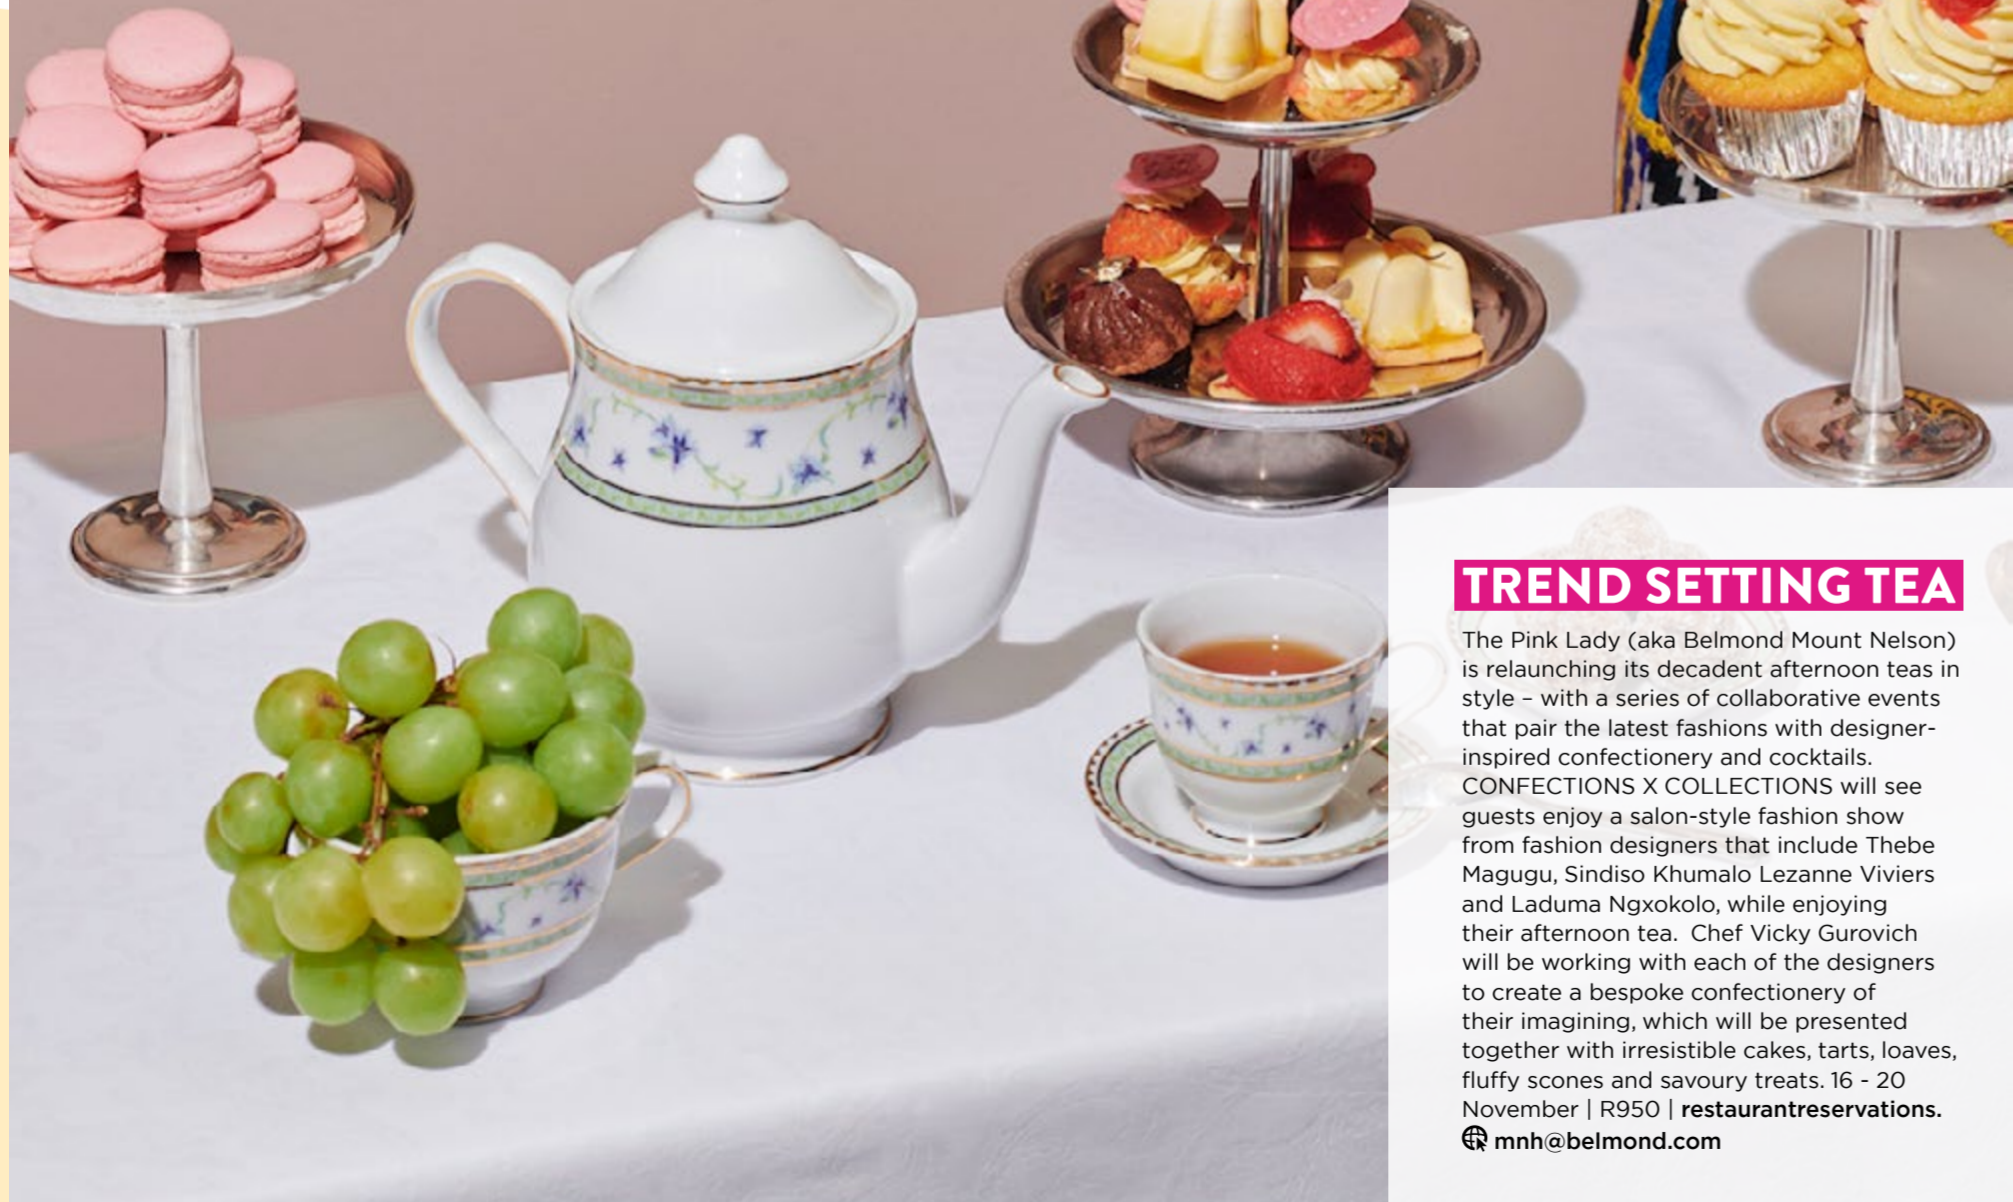 TREND SETTING TEA
The Pink Lady (aka Belmond Mount Nelson)
is relaunching its decadent afternoon teas in
style – with a series of collaborative events
that pair the latest fashions with designer-
inspired confectionery and cocktails.
CONFECTIONS X COLLECTIONS will see
guests enjoy a salon-style fashion show
from fashion designers that include Thebe
Magugu, Sindiso Khumalo Lezanne Viviers
and Laduma Ngxokolo, while enjoying
their afternoon tea.  Chef Vicky Gurovich
will be working with each of the designers
to create a bespoke confectionery of
their imagining, which will be presented
together with irresistible cakes, tarts, loaves,
fluffy scones and savoury treats. 16 - 20
November | R950 | restaurantreservations.
mnh@belmond.com